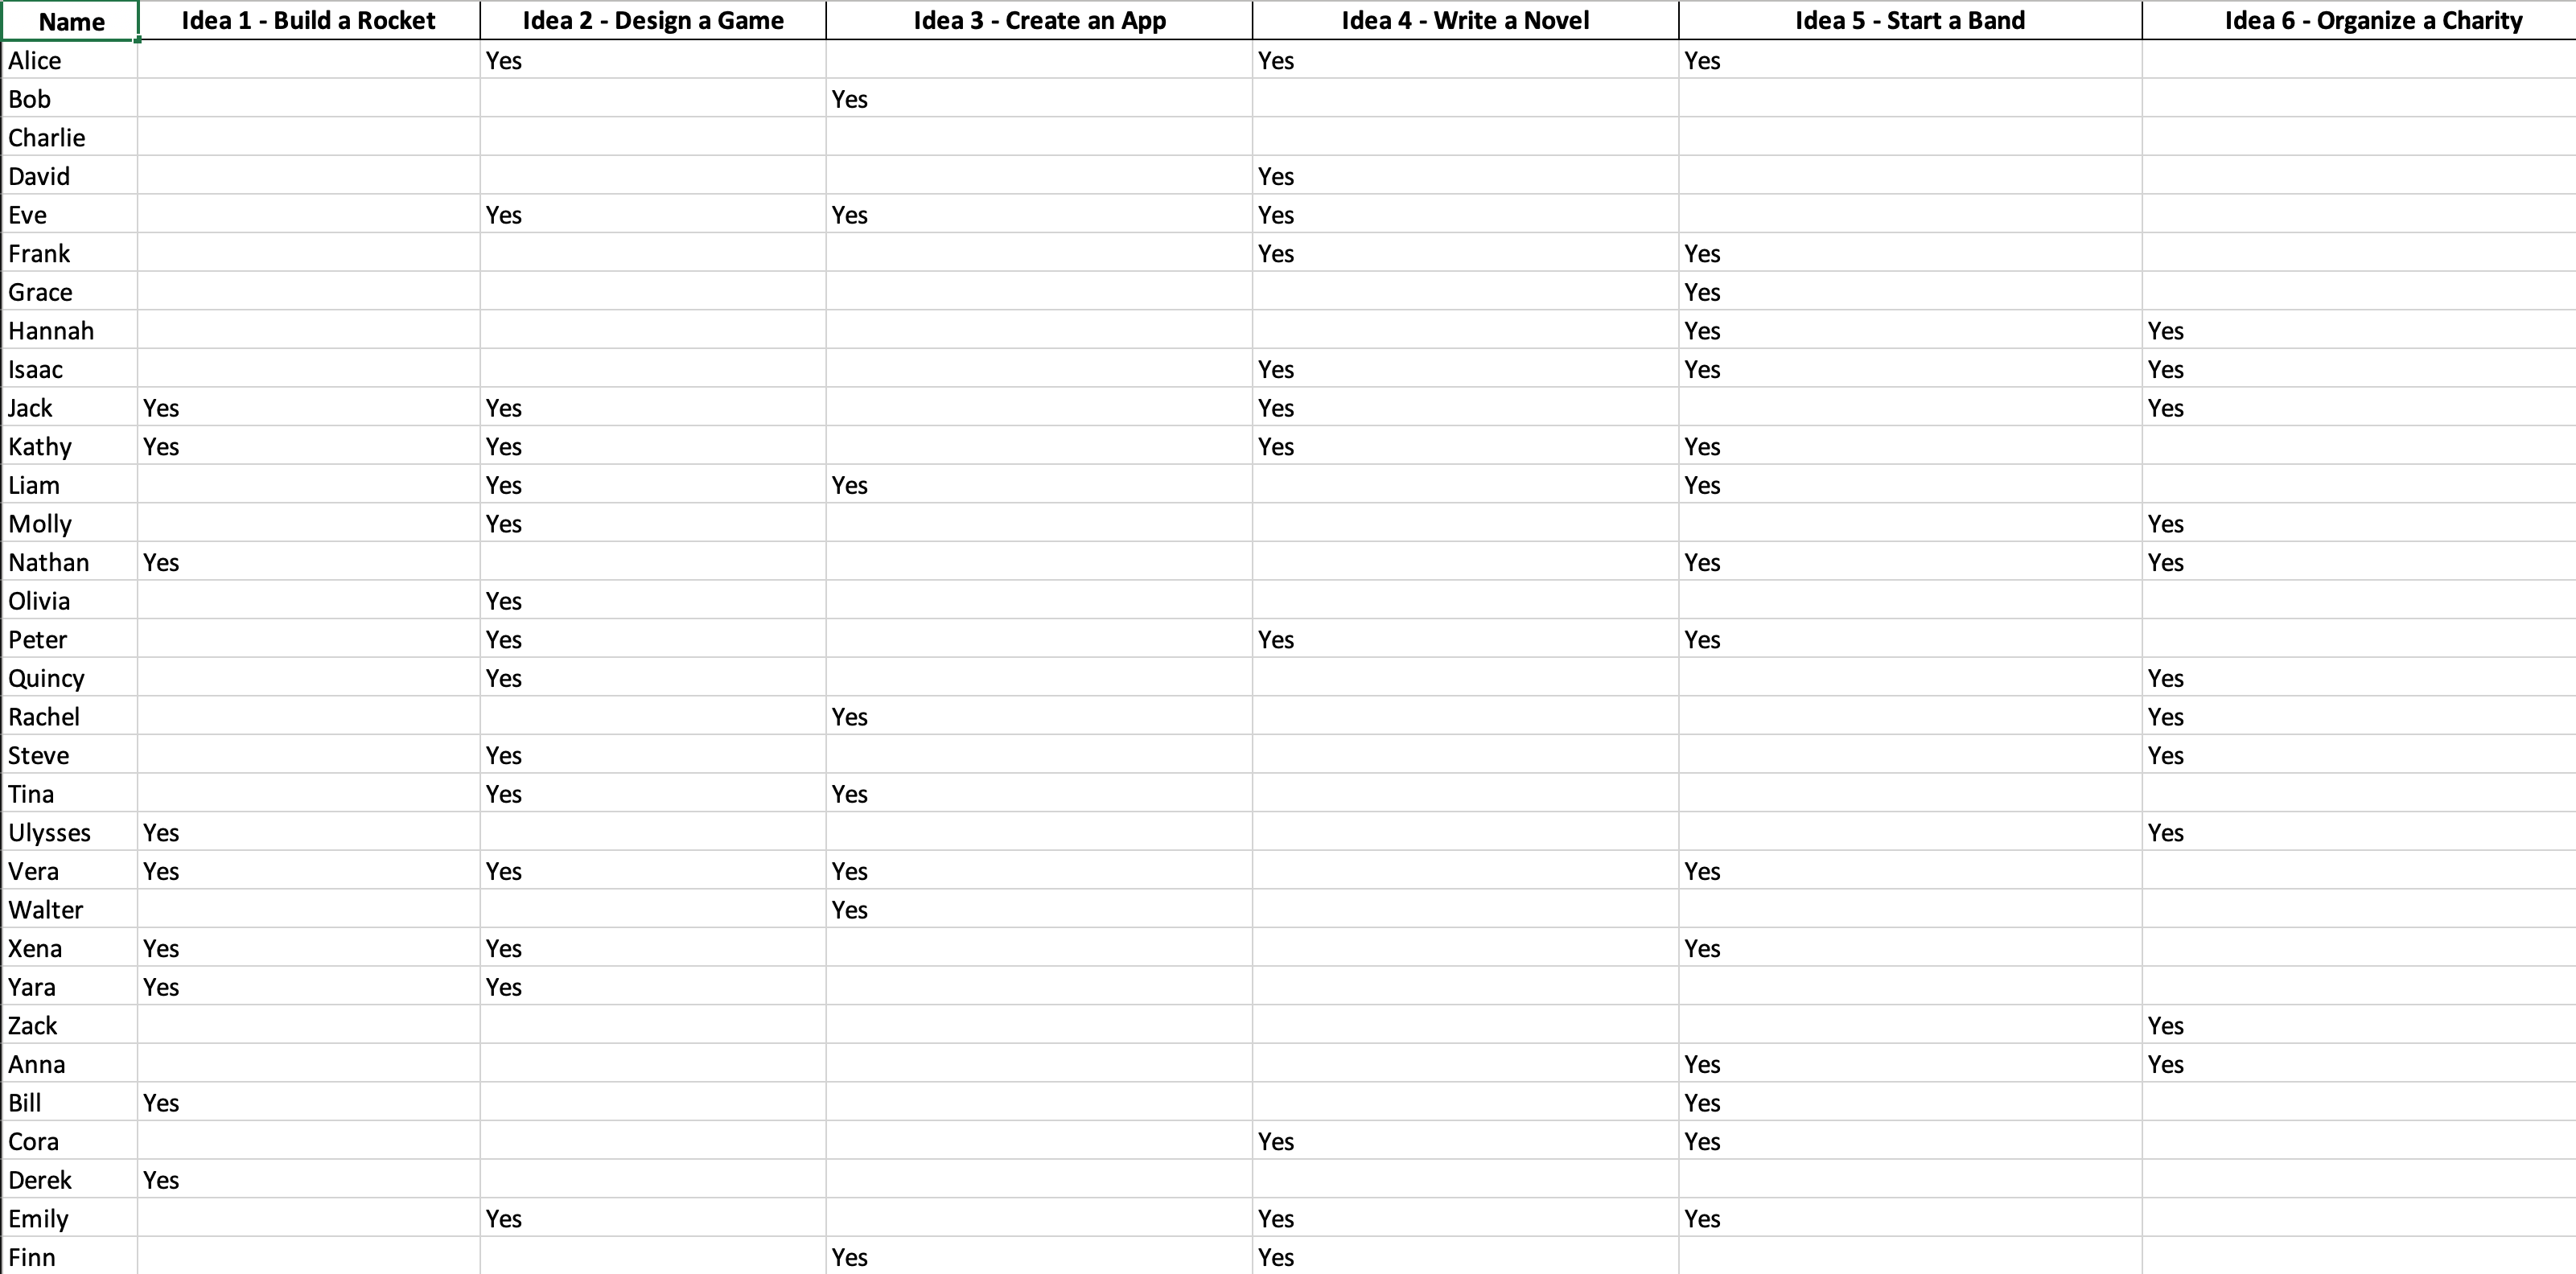 Name Idea 1 - Build a Rocket Idea 2 - Design a Game Idea 3 - Create an App Idea 4 - Write a Novel Idea 5 - Start a Band Idea 6 - Organize a Charity
Alice Yes Yes Yes
Bob Yes
Charlie
David Yes
Eve Yes Yes Yes
Frank Yes Yes
Grace Yes
Hannah Yes Yes
Isaac Yes Yes Yes
Jack Yes Yes Yes Yes
Kathy Yes Yes Yes Yes
Liam Yes Yes Yes
Molly Yes Yes
Nathan Yes Yes Yes
Olivia Yes
Peter Yes Yes Yes
Quincy Yes Yes
Rachel Yes Yes
Steve Yes Yes
Tina Yes Yes
Ulysses Yes Yes
Vera Yes Yes Yes Yes
Walter Yes
Xena Yes Yes Yes
Yara Yes Yes
Zack Yes
Anna Yes Yes
Bill Yes Yes
Cora Yes Yes
Derek Yes
Emily Yes Yes Yes
Finn Yes Yes